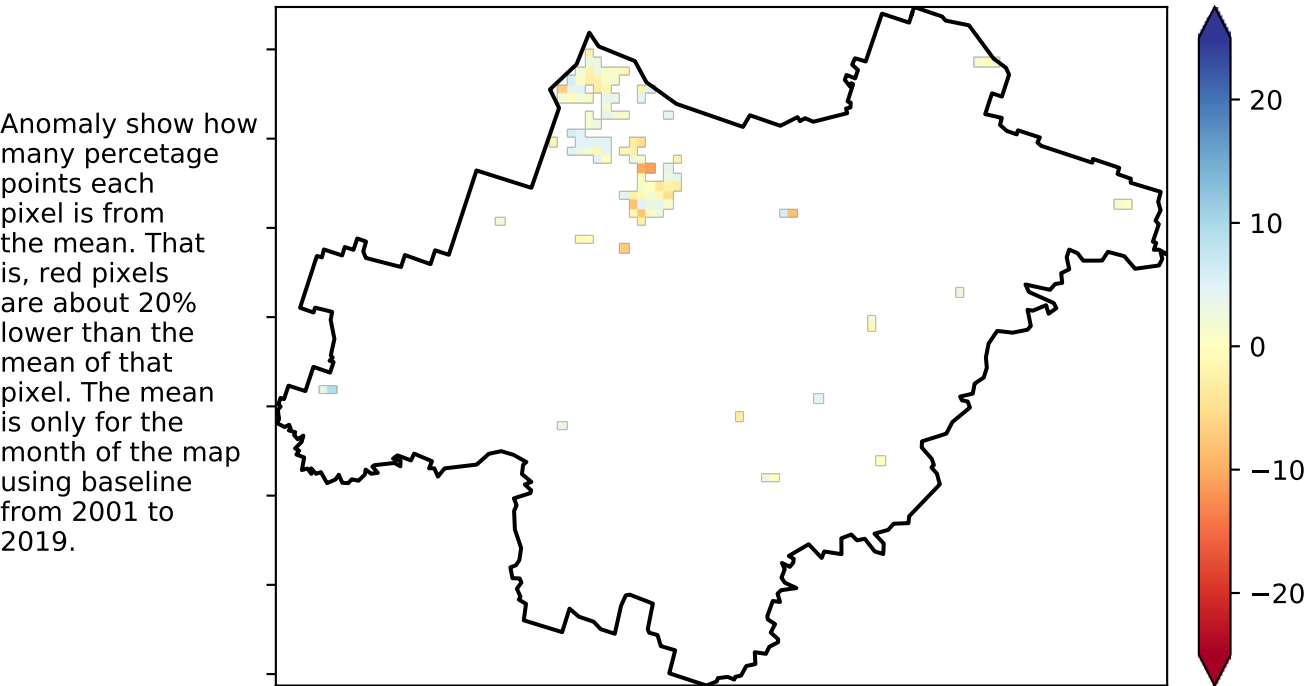 Anomaly show how
many percetage
points each
pixel is from
the mean. That
is, red pixels
are about 20%
lower than the
mean of that
pixel. The mean
is only for the
month of the map
using baseline
from 2001 to
2019.
20
10
0
−10
−20